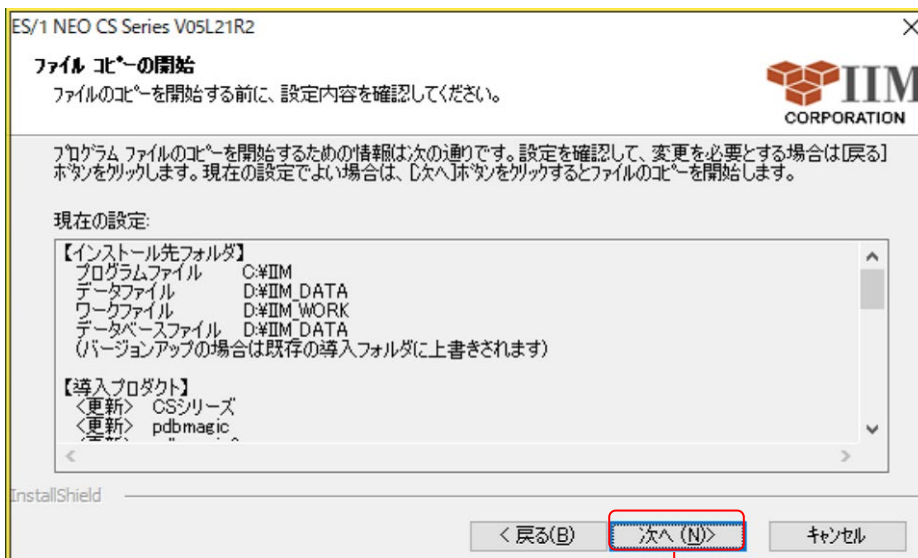 ES/1 NEO CS Series V05L21R2
ファイル コピーの開始
ファイルのコピーを開始する前に、設定内容を確認してください。
IIM
CORPORATION
プログラム ファイルのコピーを開始するための情報は次の通りです。設定を確認して、変更を必要とする場合は[戻る]
ボタンをクリックします。現在の設定でよい場合は、[次へ]ボタンをクリックするとファイルのコピーを開始します。
現在の設定:
【インストール先フォルダ】
プログラムファイル C:¥IIM
データファイル D:¥IIM_DATA
ワークファイル D:¥IIM_WORK
データベースファイル D:¥IIM_DATA
(バージョンアップの場合は既存の導入フォルダに上書きされます)
【導入プロダクト】
<更新> CSシリーズ
<更新> pdbmagic
InstallShield
< 戻る(B)
次へ (N)>
キャンセル